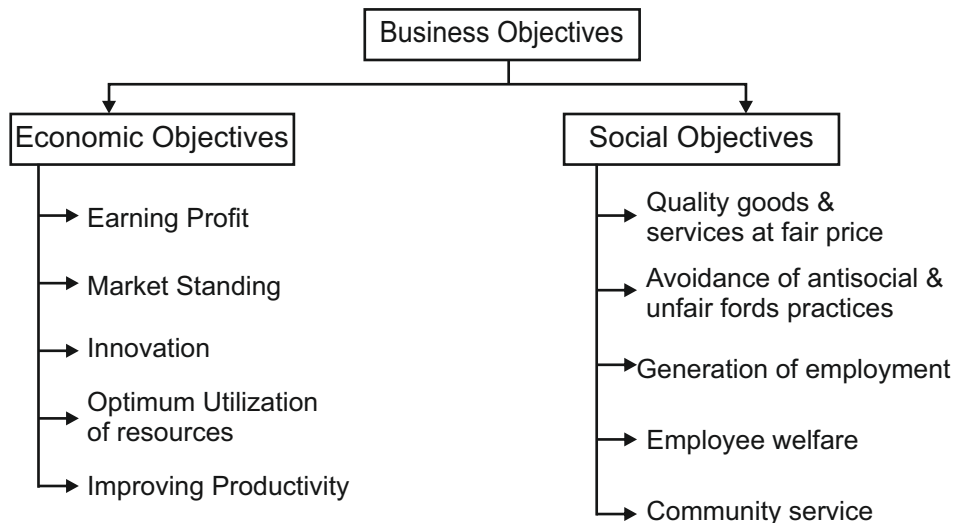 Business Objectives
Economic Objectives
Earning Profit
Market Standing
Innovation
Optimum Utilization
of resources
Improving Productivity
Social Objectives
Quality goods &
services at fair price
Avoidance of antisocial &
unfair fords practices
Generation of employment
Employee welfare
Community service